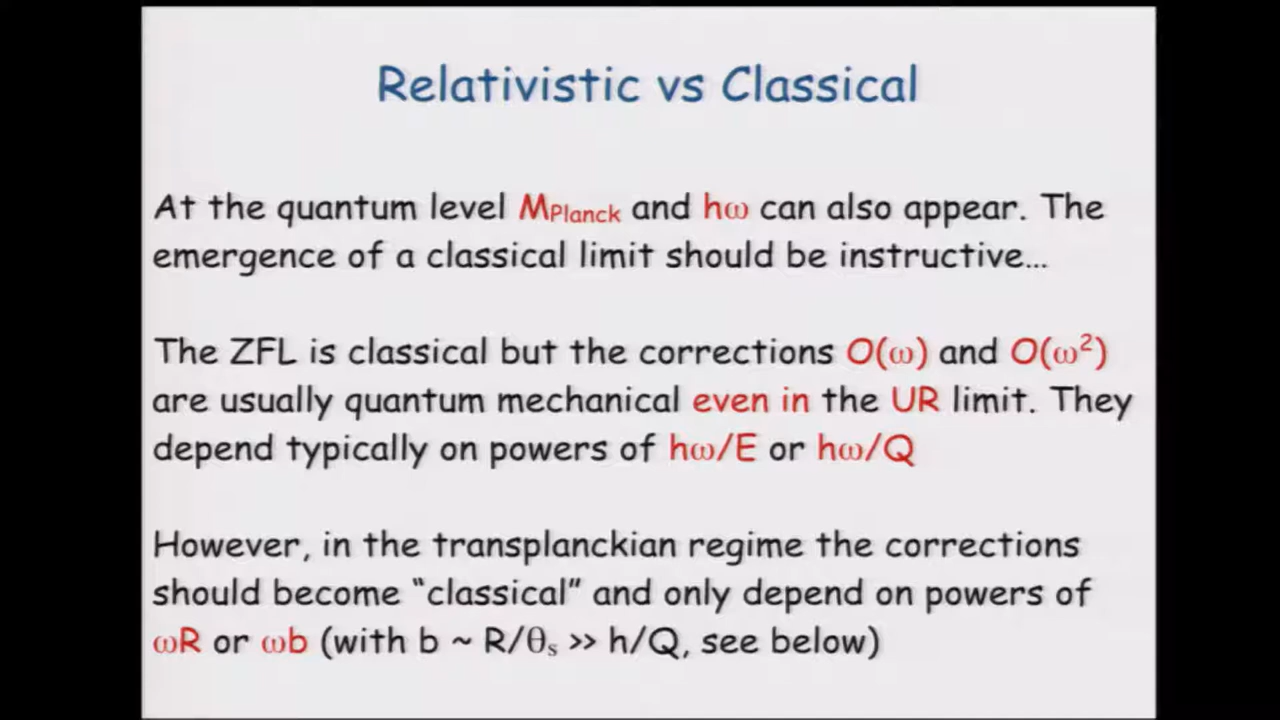 Relativistic vs Classical
At the quantum level MPlanck and hω can also appear. The
emergence of a classical limit should be instructive…
The ZFL is classical but the corrections O(ω) and O(ω²)
are usually quantum mechanical even in the UR limit. They
depend typically on powers of hω/E or hω/Q
However, in the transplanckian regime the corrections
should become “classical” and only depend on powers of
ωR or ωb (with b ~ R/θs >> h/Q, see below)